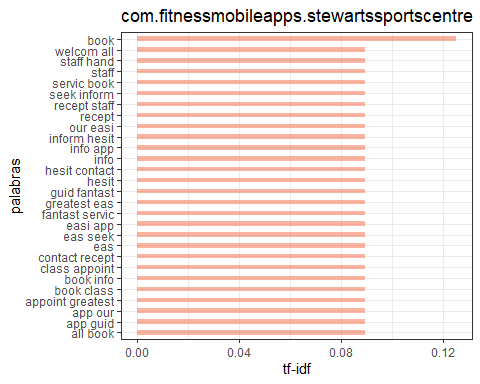 com.fitnessmobileapps.stewartssportscentre
book
welcom all
staff hand
staff
servic book
seek inform
recept staff
recept
our easi
inform hesit
info app
info
hesit contact
hesit
guid fantast
greatest eas
fantast servic
easi app
eas seek
eas
contact recept
class appoint
book info
book class
appoint greatest
app our
app guid
all book
palabras
0.00 0.04 0.08 0.12
tf-idf